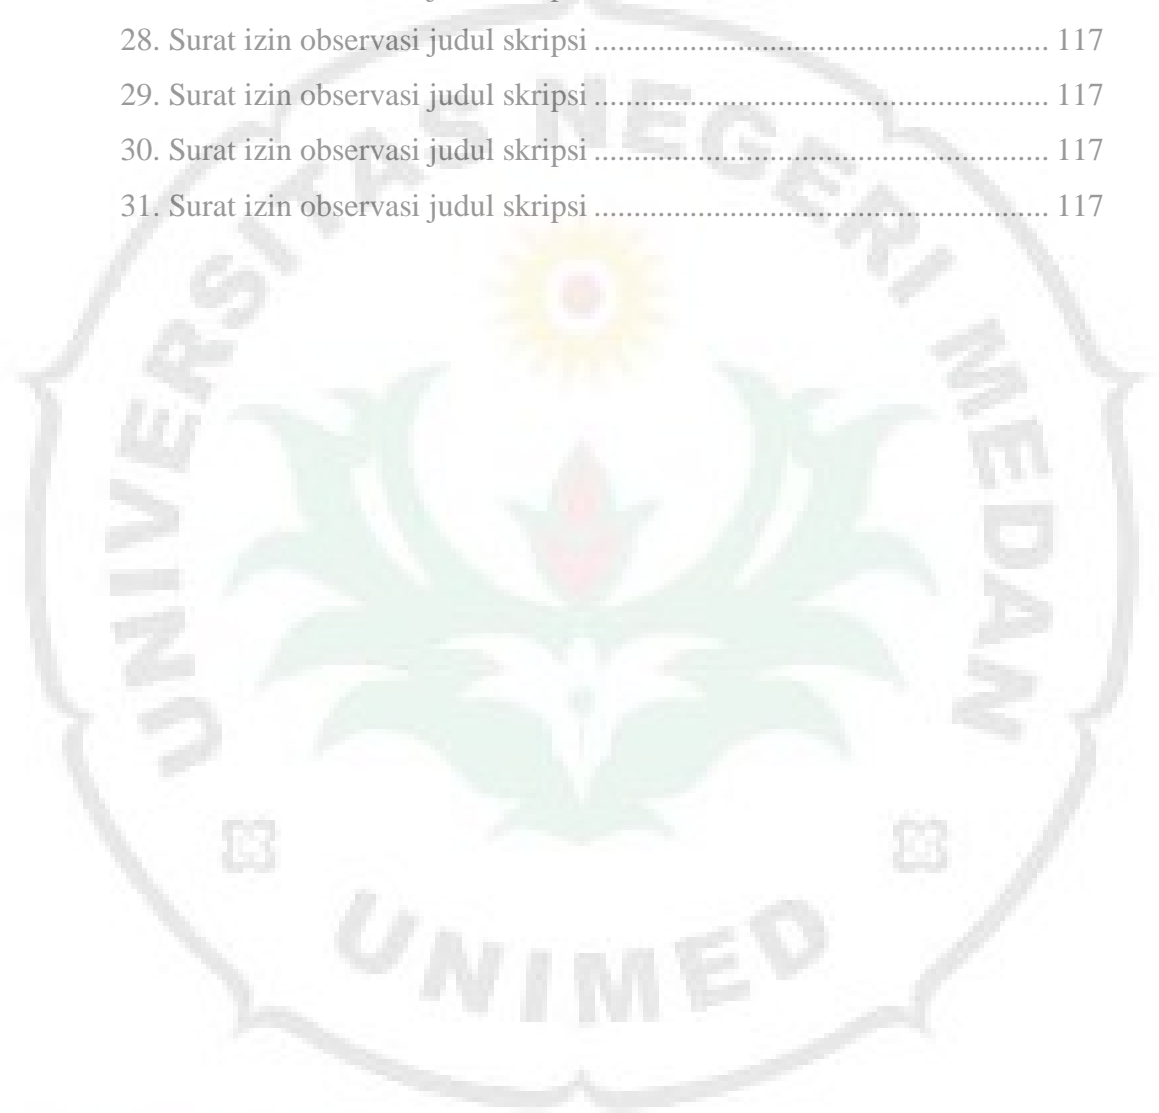 28. Surat izin observasi judul skripsi ........................................................ 117
29. Surat izin observasi judul skripsi ........................................................ 117
30. Surat izin observasi judul skripsi ........................................................ 117
31. Surat izin observasi judul skripsi ........................................................ 117
UNIVERSITAS NEGERI MEDAN
UNIMED